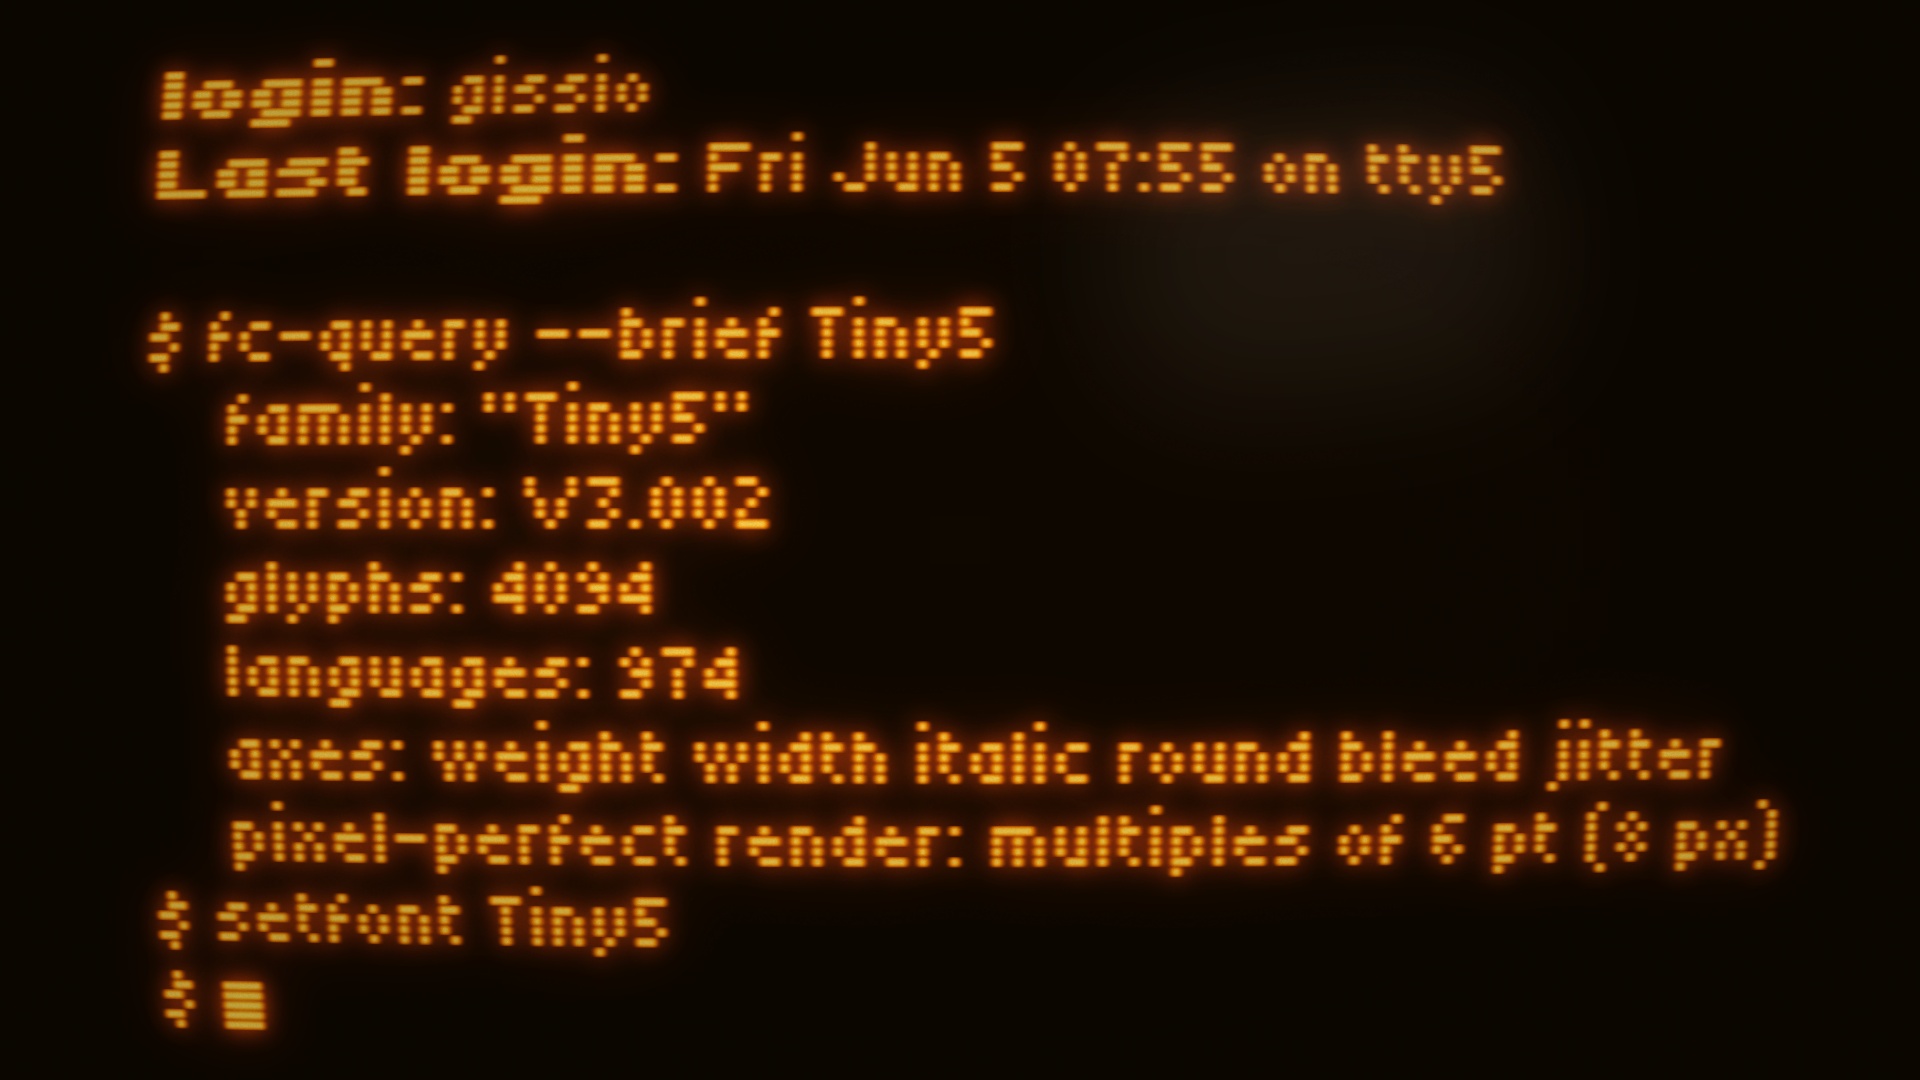 login: gissio
Last login: Fri Jun 5 07:55 on tty5
$ fc-query --brief Tiny5
family: "Tiny5"
version: V3.002
glyphs: 4094
languages: 974
axes: weight width italic round bleed jitter
pixel-perfect render: multiples of 6 pt (8 px)
$ setfont Tiny5
$